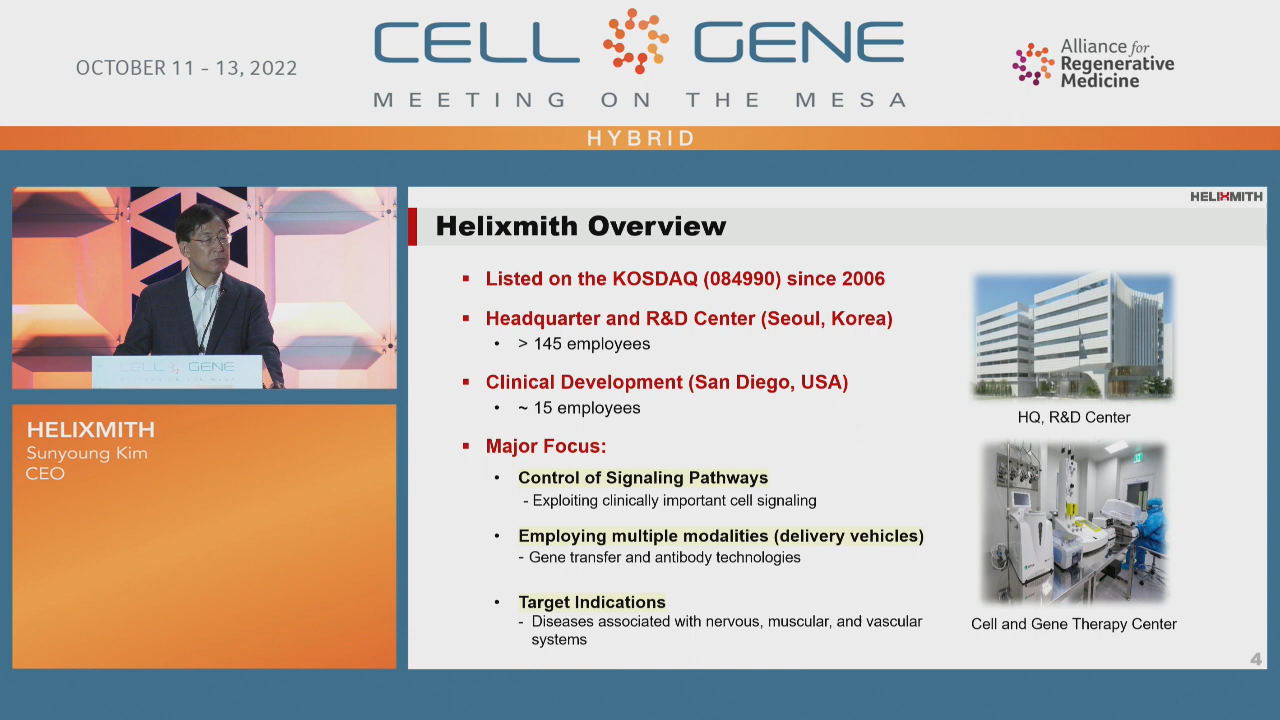 OCTOBER 11 - 13, 2022
CELL GENE
MEETING ON THE MESA
Alliance for
Regenerative
Medicine
HYBRID
CELL GENE
HELIXMITH
Sunyoung Kim
CEO
HELIXMITH
Helixmith Overview
▪ Listed on the KOSDAQ (084990) since 2006
▪ Headquarter and R&D Center (Seoul, Korea)
• > 145 employees
▪ Clinical Development (San Diego, USA)
• ~ 15 employees
▪ Major Focus:
• Control of Signaling Pathways
- Exploiting clinically important cell signaling
• Employing multiple modalities (delivery vehicles)
- Gene transfer and antibody technologies
• Target Indications
- Diseases associated with nervous, muscular, and vascular
systems
HQ, R&D Center
Cell and Gene Therapy Center
4